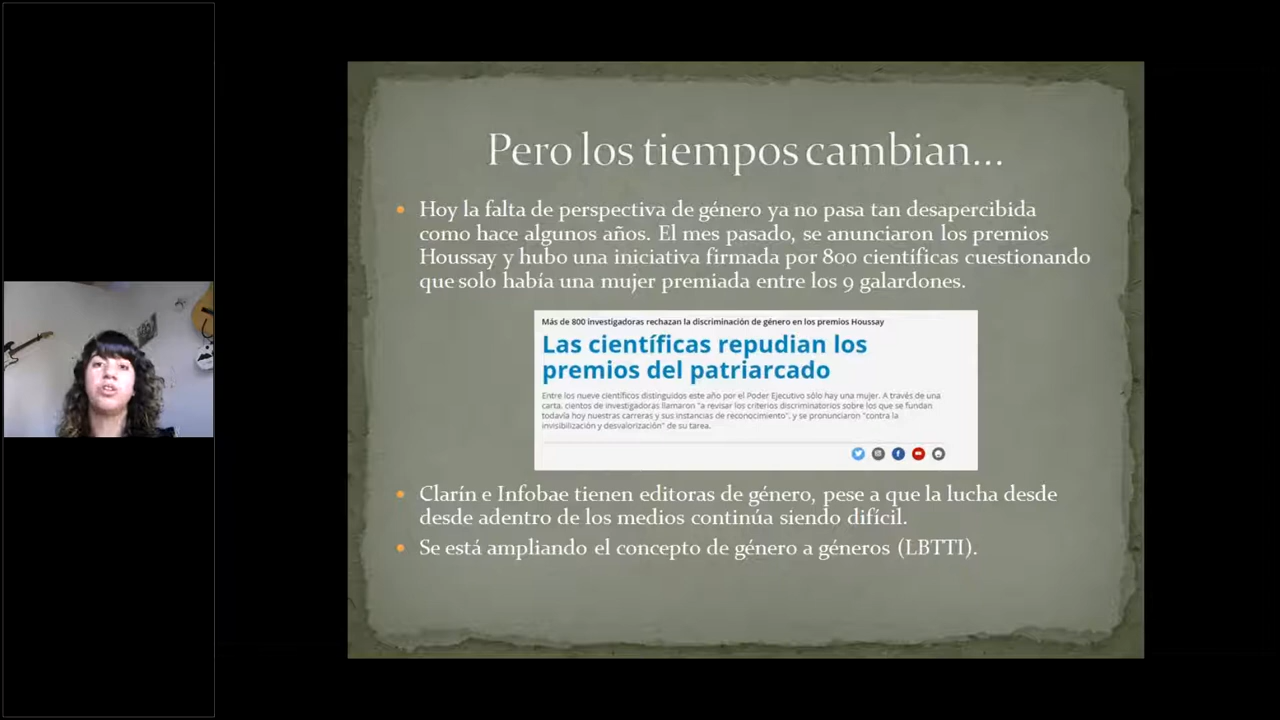 Pero los tiempos cambian...
Hoy la falta de perspectiva de género ya no pasa tan desapercibida
como hace algunos años. El mes pasado, se anunciaron los premios
Houssay y hubo una iniciativa firmada por 800 científicas cuestionando
que solo había una mujer premiada entre los 9 galardones.
Más de 800 investigadoras rechazan la discriminación de género en los premios Houssay
Las científicas repudian los
premios del patriarcado
Entre los nueve científicos distinguidos este año por el Poder Ejecutivo sólo hay una mujer. A través de una
carta, cientos de investigadoras llamaron "a revisar los criterios discriminatorios sobre los que se fundan
todavía hoy nuestras carreras y sus instancias de reconocimiento", y se pronunciaron "contra la
invisibilización y desvalorización" de su tarea.
Clarín e Infobae tienen editoras de género, pese a que la lucha desde
desde adentro de los medios continúa siendo difícil.
Se está ampliando el concepto de género a géneros (LBTTI).